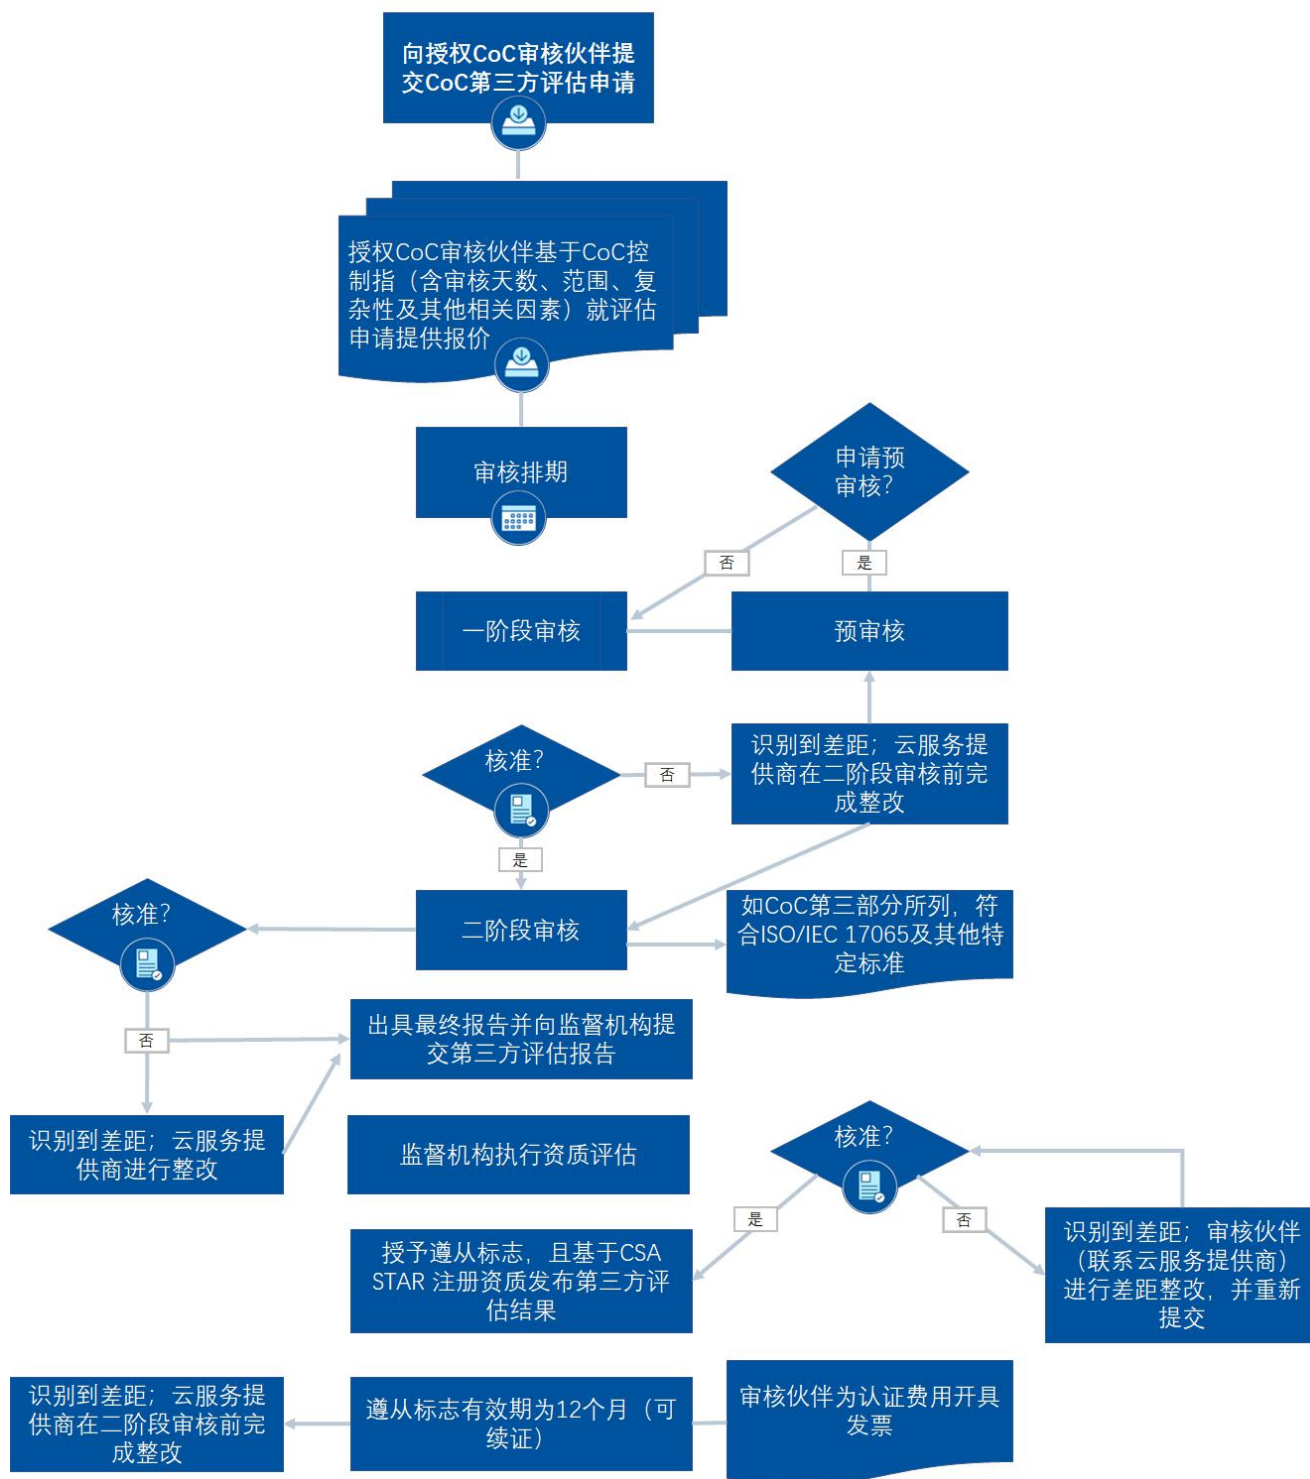 向授权CoC审核伙伴提
交CoC第三方评估申请
授权CoC审核伙伴基于CoC控
制指（含审核天数、范围、复
杂性及其他相关因素）就评估
申请提供报价
审核排期
申请预
审核？
否
是
一阶段审核
预审核
核准？
否
识别到差距；云服务提
供商在二阶段审核前完
成整改
是
核准？
二阶段审核
如CoC第三部分所列，符
合ISO/IEC 17065及其他特
定标准
否
出具最终报告并向监督机构提
交第三方评估报告
识别到差距；云服务提
供商进行整改
监督机构执行资质评估
核准？
是
否
授予遵从标志，且基于CSA
STAR 注册资质发布第三方评
估结果
识别到差距；审核伙伴
（联系云服务提供商）
进行差距整改，并重新
提交
识别到差距；云服务提
供商在二阶段审核前完
成整改
遵从标志有效期为12个月（可
续证）
审核伙伴为认证费用开具
发票